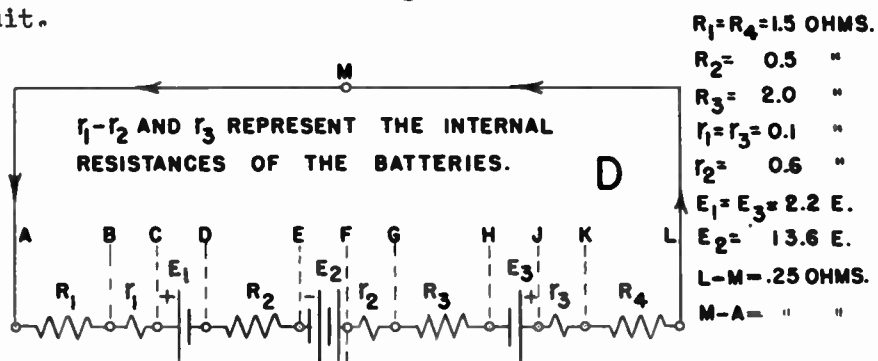 uit.
M
r₁-r₂ AND r₃ REPRESENT THE INTERNAL
RESISTANCES OF THE BATTERIES.
D
A B C D E F G H J K L
E₁ E₂ E₃
R₁ r₁ + R₂ - r₂ R₃ + r₃ R₄
R₁=R₄=1.5 OHMS.
R₂= 0.5 "
R₃= 2.0 "
r₁=r₃=0.1 "
r₂= 0.6 "
E₁=E₃=2.2 E.
E₂= 13.6 E.
L-M=.25 OHMS.
M-A= " "